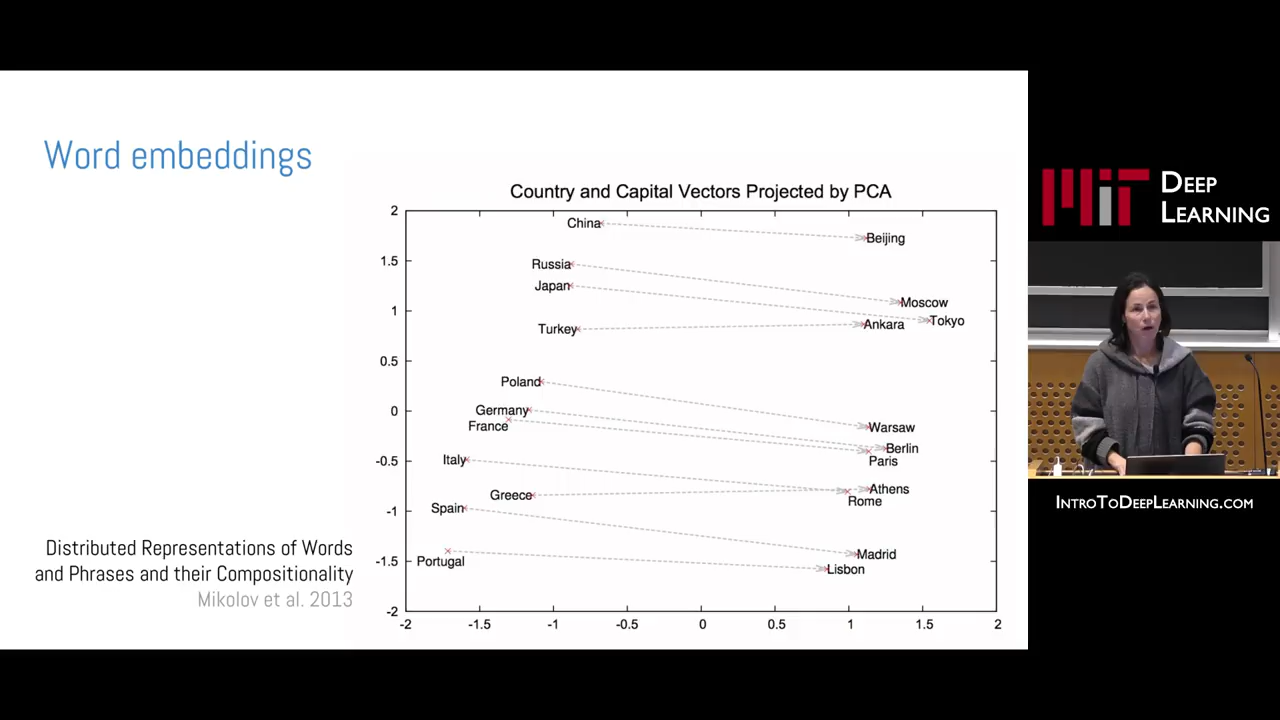 Word embeddings
Country and Capital Vectors Projected by PCA
2
1.5
1
0.5
0
-0.5
-1
-1.5
-2
-2
-1.5
-1
-0.5
0
0.5
1
1.5
2
China
Beijing
Russia
Japan
Moscow
Turkey
Ankara
Tokyo
Poland
Germany
France
Warsaw
Berlin
Paris
Italy
Greece
Spain
Athens
Rome
Portugal
Madrid
Lisbon
Distributed Representations of Words
and Phrases and their Compositionality
Mikolov et al. 2013
MIT
DEEP
LEARNING
INTROTODEEPLEARNING.COM